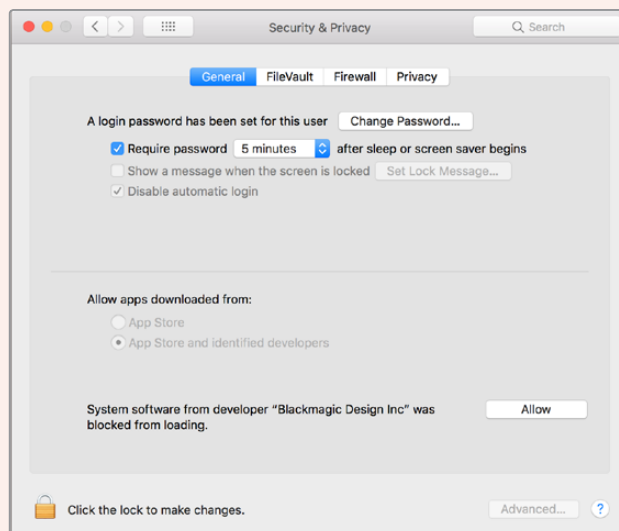 Security & Privacy
Search
General FileVault Firewall Privacy
A login password has been set for this user Change Password...
Require password 5 minutes after sleep or screen saver begins
Show a message when the screen is locked Set Lock Message...
Disable automatic login
Allow apps downloaded from:
App Store
App Store and identified developers
System software from developer “Blackmagic Design Inc” was
blocked from loading.
Allow
Click the lock to make changes.
Advanced...
?